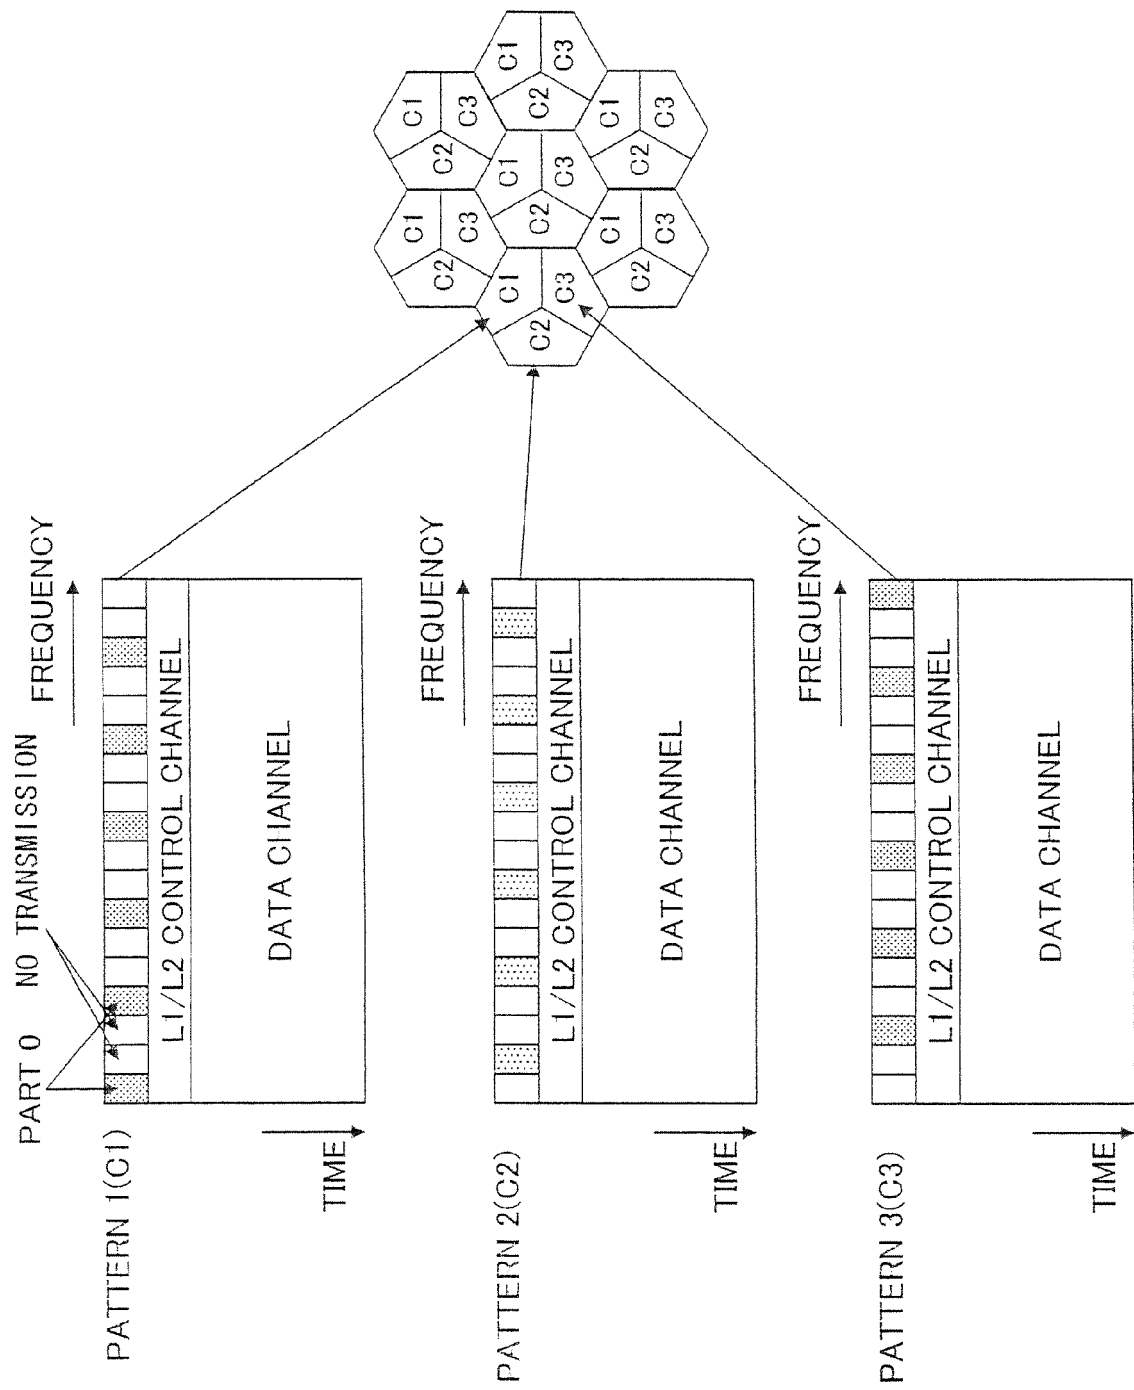 PART 0 NO TRANSMISSION
PATTERN 1(C1)
FREQUENCY
L1/L2 CONTROL CHANNEL
DATA CHANNEL
TIME
PATTERN 2(C2)
FREQUENCY
L1/L2 CONTROL CHANNEL
DATA CHANNEL
TIME
PATTERN 3(C3)
FREQUENCY
L1/L2 CONTROL CHANNEL
DATA CHANNEL
TIME
C1
C2
C3
C1
C2
C3
C1
C2
C3
C1
C2
C3
C1
C2
C3
C1
C2
C3
C1
C2
C3